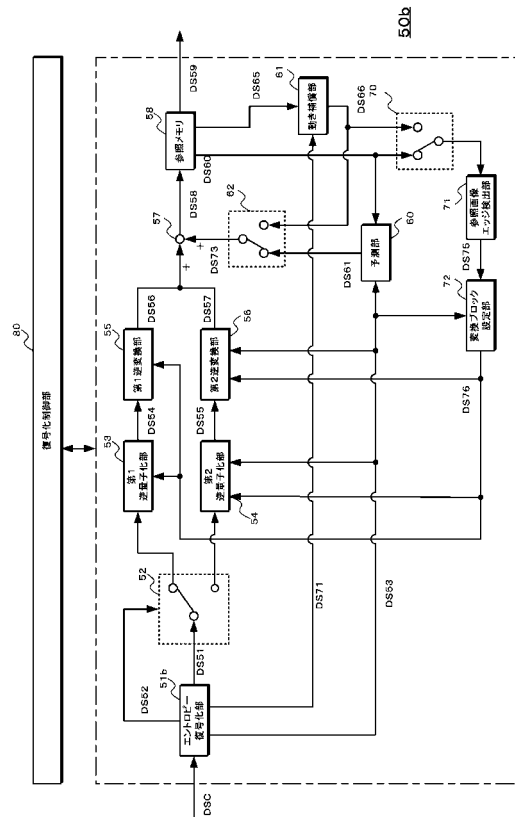 50b
80
復号化制御部
DSC
51b
エントロピー
復号化部
DS52
DS51
52
53
第1
逆量子化部
第2
逆量子化部
54
DS54
DS55
55
第1逆変換部
第2逆変換部
56
DS56
DS57
57
+
+
DS58
58
参照メモリ
DS59
DS60
DS65
61
動き補償部
62
DS73
DS61
60
予測部
DS66
70
71
参照画像
エッジ検出部
DS75
72
変換ブロック
設定部
DS76
DS71
DS63